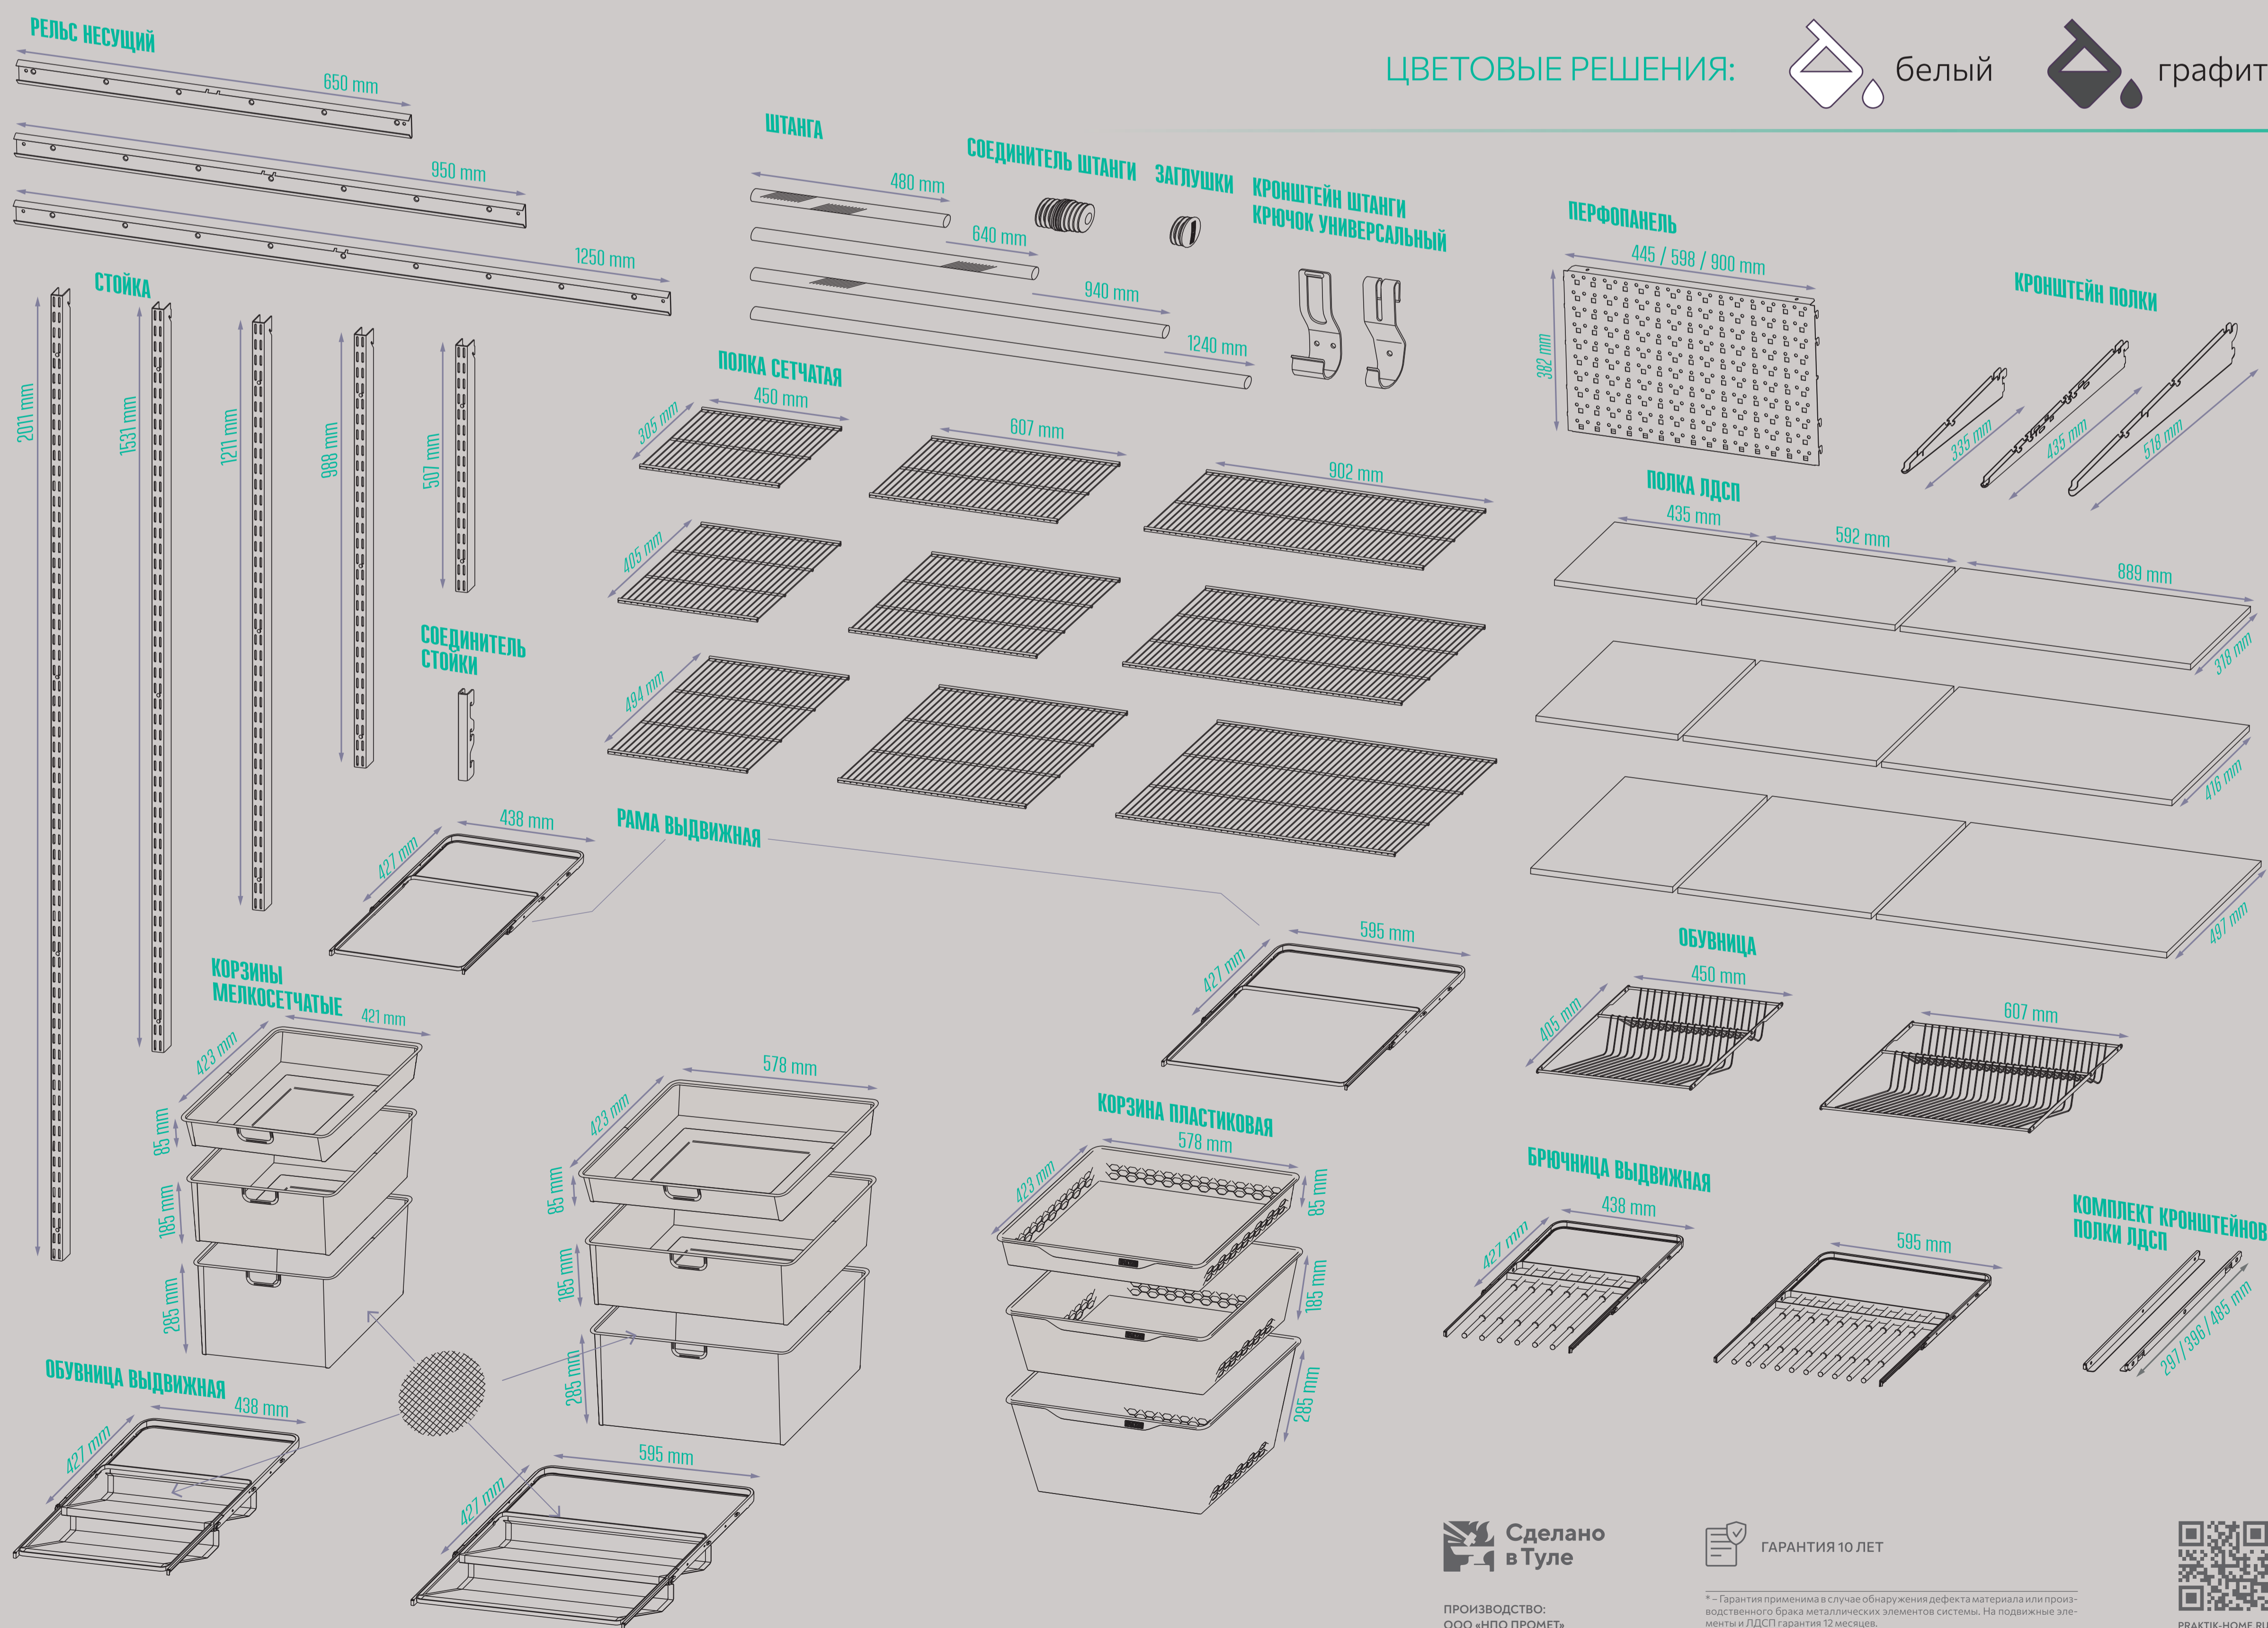 РЕЛЬС НЕСУЩИЙ
650 mm
950 mm
1250 mm
ЦВЕТОВЫЕ РЕШЕНИЯ:
белый
графит
ШТАНГА
480 mm
640 mm
940 mm
1240 mm
СОЕДИНИТЕЛЬ ШТАНГИ
ЗАГЛУШКИ
КРОНШТЕЙН ШТАНГИ
КРЮЧОК УНИВЕРСАЛЬНЫЙ
ПЕРФОПАНЕЛЬ
445 / 598 / 900 mm
382 mm
КРОНШТЕЙН ПОЛКИ
335 mm
435 mm
518 mm
СТОЙКА
2011 mm
1531 mm
1211 mm
988 mm
507 mm
СОЕДИНИТЕЛЬ
СТОЙКИ
ПОЛКА СЕТЧАТАЯ
450 mm
305 mm
607 mm
902 mm
405 mm
494 mm
ПОЛКА ЛДСП
435 mm
592 mm
889 mm
318 mm
416 mm
497 mm
РАМА ВЫДВИЖНАЯ
438 mm
427 mm
595 mm
427 mm
ОБУВНИЦА
450 mm
405 mm
607 mm
КОРЗИНЫ
МЕЛКОСЕТЧАТЫЕ
421 mm
423 mm
85 mm
185 mm
285 mm
578 mm
423 mm
85 mm
185 mm
285 mm
КОРЗИНА ПЛАСТИКОВАЯ
578 mm
423 mm
85 mm
185 mm
285 mm
БРЮЧНИЦА ВЫДВИЖНАЯ
438 mm
427 mm
595 mm
КОМПЛЕКТ КРОНШТЕЙНОВ
ПОЛКИ ЛДСП
297/396/485 mm
ОБУВНИЦА ВЫДВИЖНАЯ
438 mm
427 mm
595 mm
427 mm
Сделано
в Туле
ПРОИЗВОДСТВО:
ООО «НПО ПРОМЕТ»
ГАРАНТИЯ 10 ЛЕТ
* – Гарантия применима в случае обнаружения дефекта материала или произ-
водственного брака металлических элементов системы. На подвижные эле-
менты и ЛДСП гарантия 12 месяцев.
PRAKTIK-HOME.RU